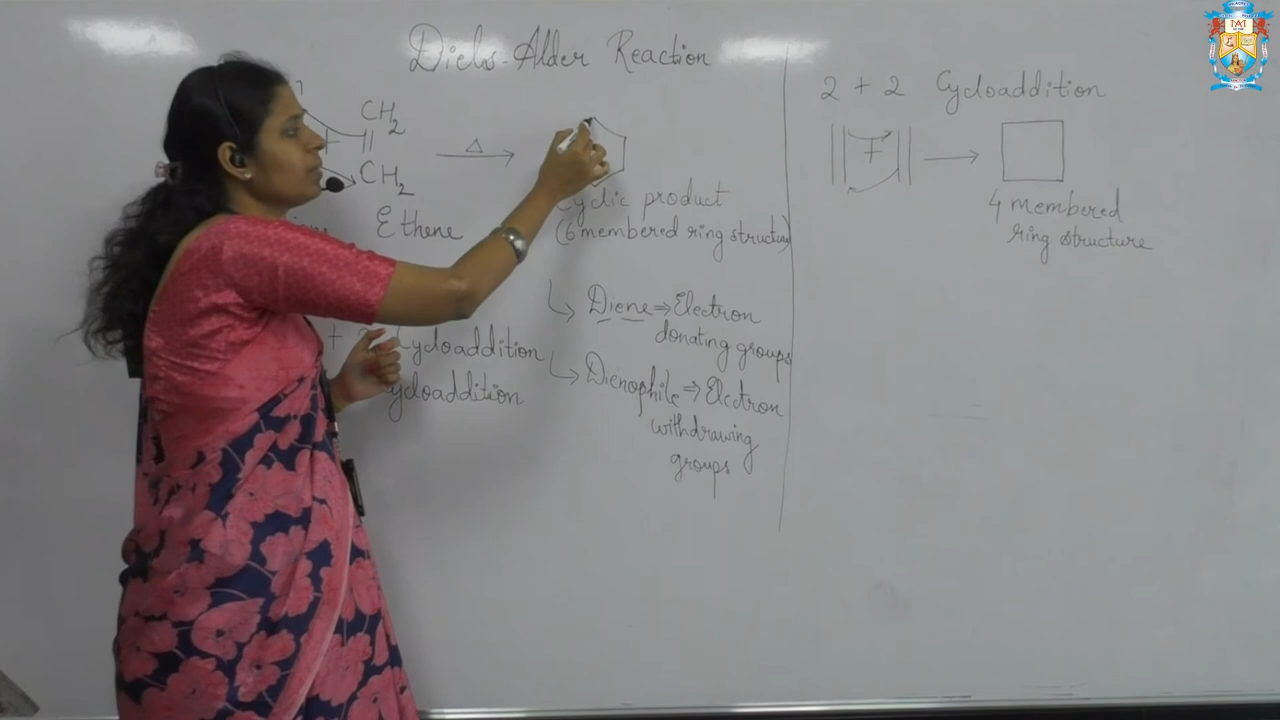 Diels-Alder Reaction
CH2
+
CH2
Δ
Ethene
Cyclic product
(6 membered ring structure)
+ Cycloaddition
cycloaddition
Diene ⇒ Electron
donating groups
Dienophile ⇒ Electron
withdrawing
groups
2 + 2 Cycloaddition
+
4 membered
ring structure